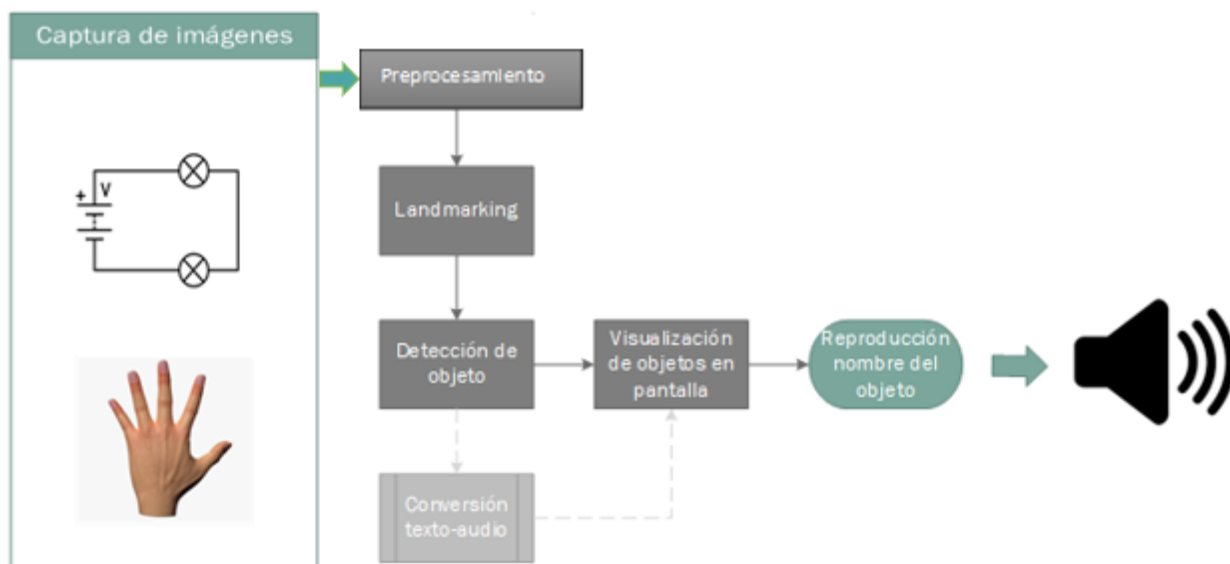 Captura de imágenes
+ V
Preprocesamiento
Landmarking
Detección de
objeto
Visualización
de objetos en
pantalla
Reproducción
nombre del
objeto
Conversión
texto-audio